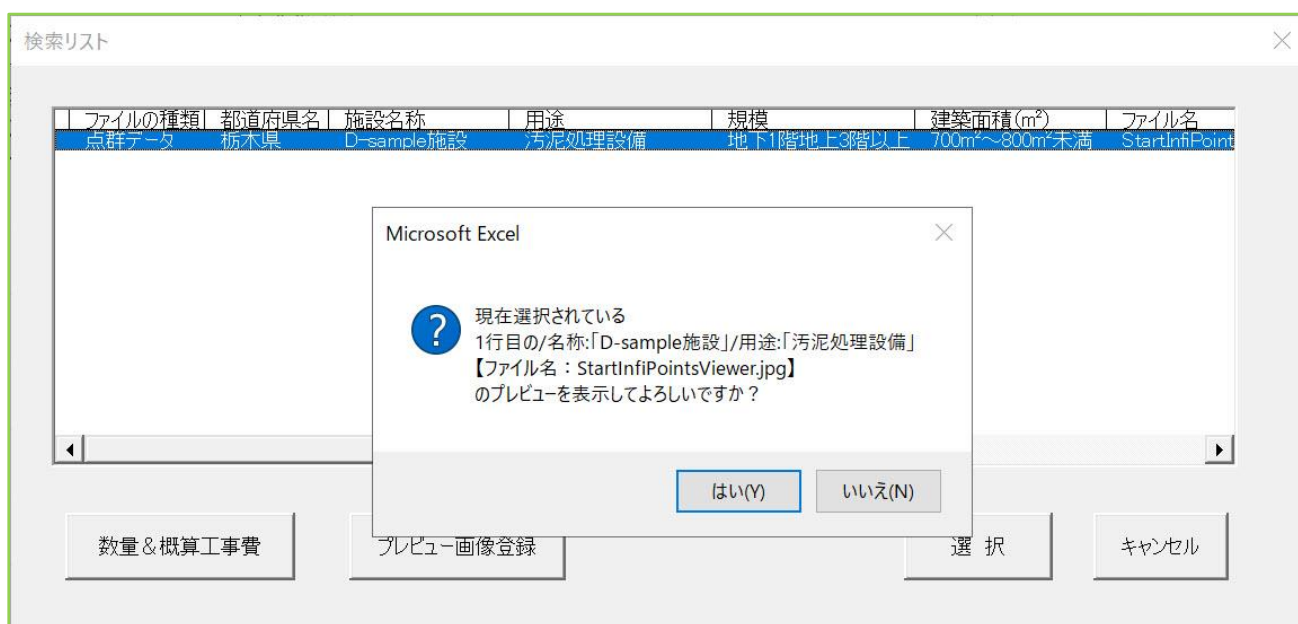 検索リスト
ファイルの種類 都道府県名 施設名称 用途 規模 建築面積(㎡) ファイル名
点群データ 栃木県 D-sample施設 汚泥処理設備 地下1階地上3階以上 700㎡～800㎡未満 StartInfiPoint
Microsoft Excel
現在選択されている
1行目の/名称:「D-sample施設」/用途:「汚泥処理設備」
【ファイル名：StartInfiPointsViewer.jpg】
のプレビューを表示してよろしいですか？
はい(Y) いいえ(N)
数量＆概算工事費 プレビュー画像登録 選 択 キャンセル